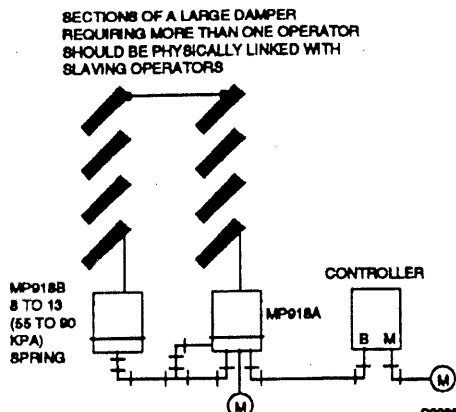 SECTIONS OF A LARGE DAMPER
REQUIRING MORE THAN ONE OPERATOR
SHOULD BE PHYSICALLY LINKED WITH
SLAVING OPERATORS
MP918B
8 TO 13
(55 TO 90
KPA)
SPRING
MP918A
CONTROLLER
B M
M
M